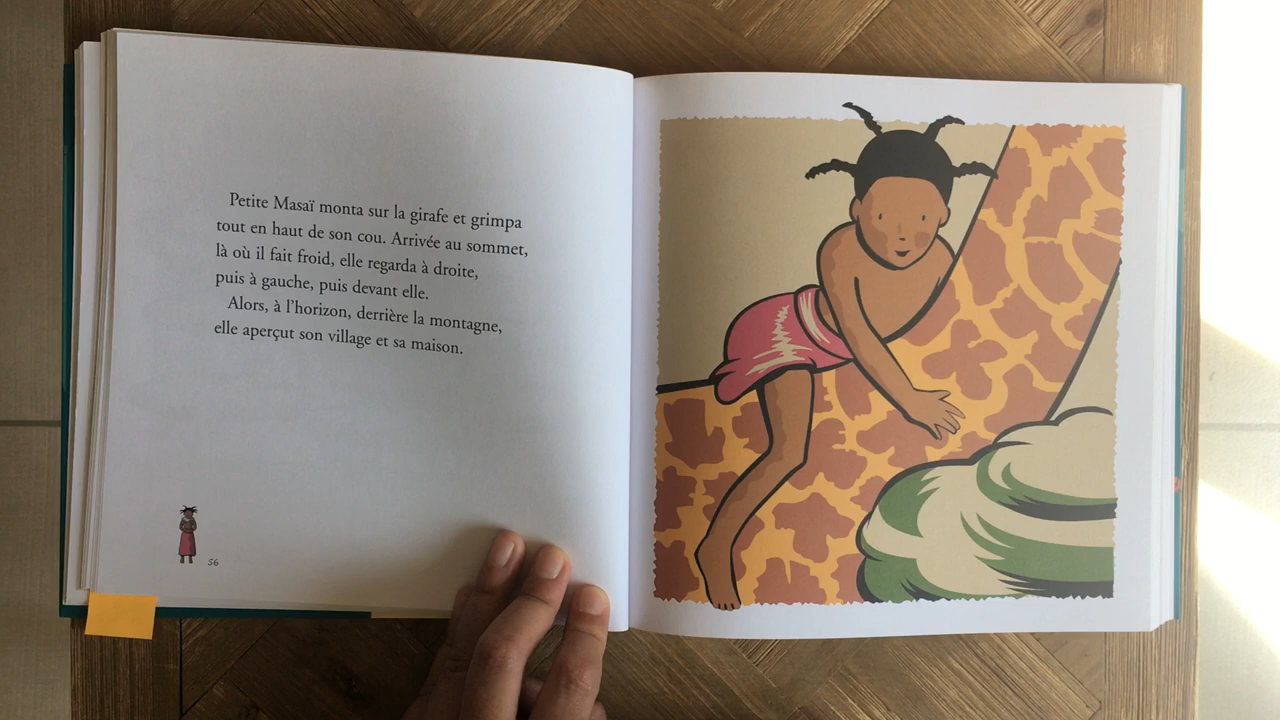 Petite Masaï monta sur la girafe et grimpa
tout en haut de son cou. Arrivée au sommet,
là où il fait froid, elle regarda à droite,
puis à gauche, puis devant elle.
Alors, à l'horizon, derrière la montagne,
elle aperçut son village et sa maison.
56